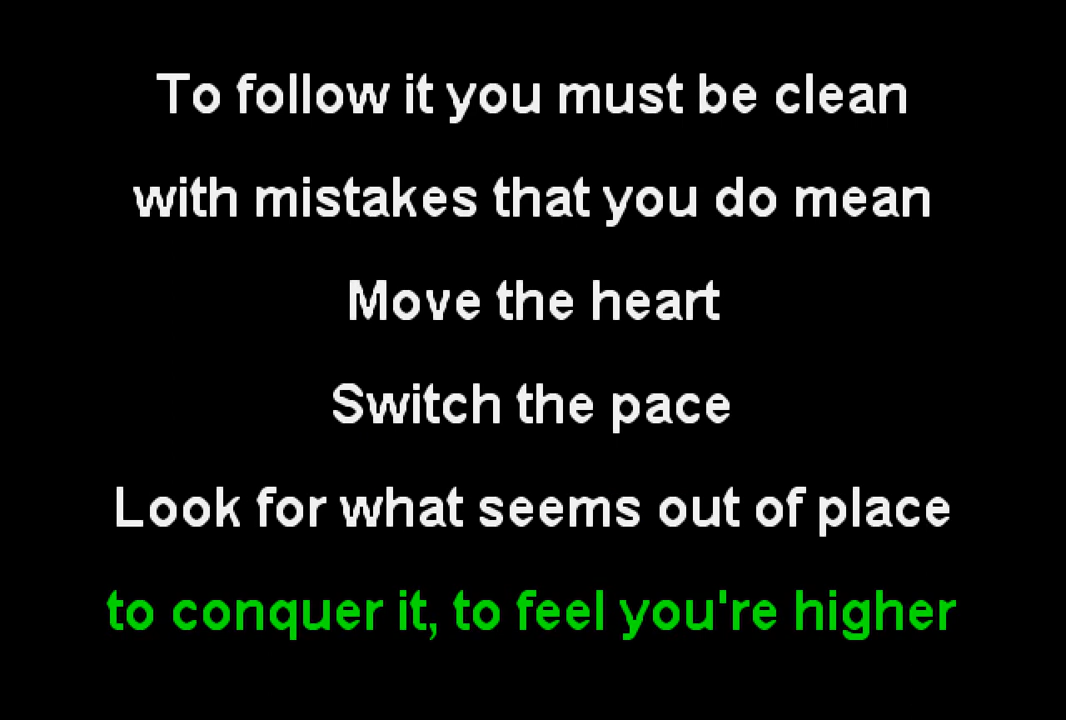 To follow it you must be clean
with mistakes that you do mean
Move the heart
Switch the pace
Look for what seems out of place
to conquer it, to feel you're higher